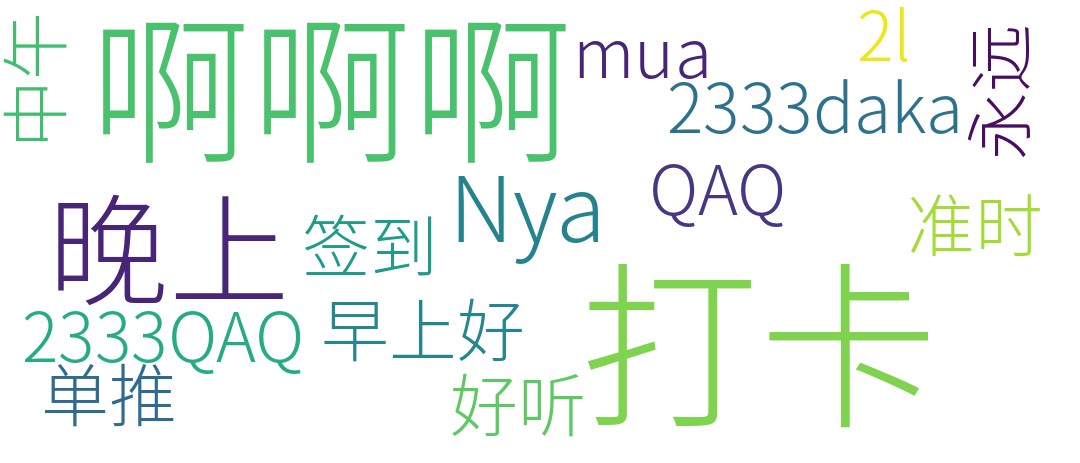 中午
啊啊啊
mua
2l
永远
2333daka
QAQ
晚上
签到
Nya
准时
2333QAQ
早上好
打卡
单推
好听